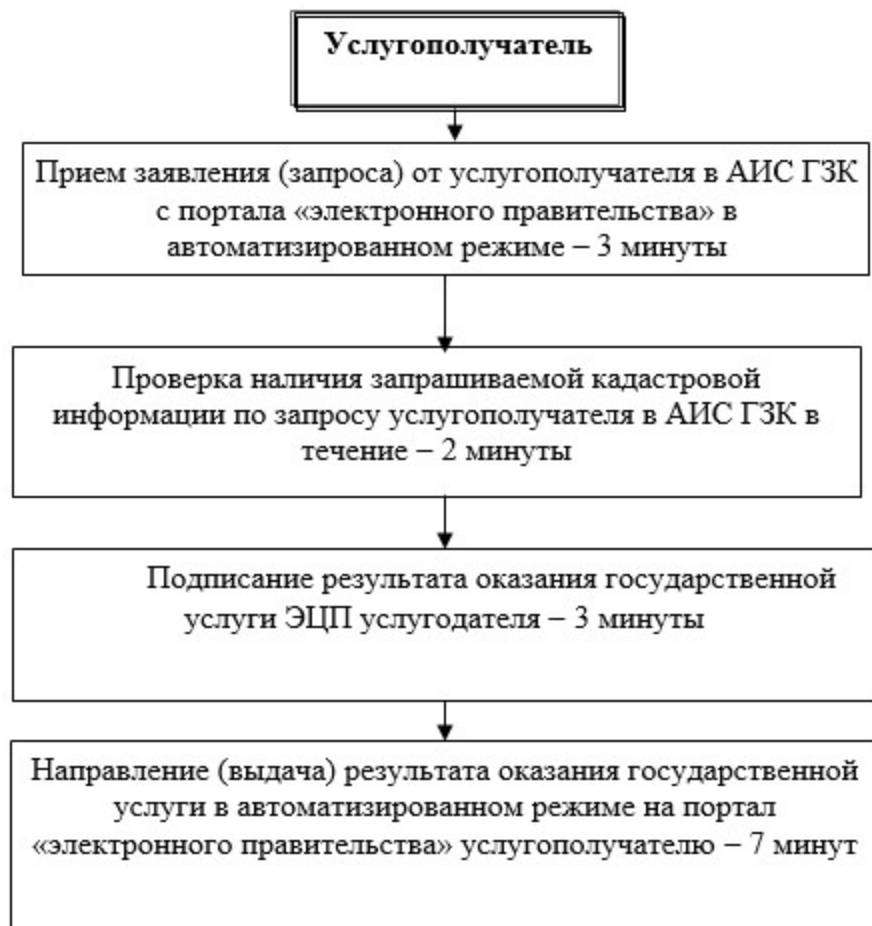 Услугополучатель
Прием заявления (запроса) от услугополучателя в АИС ГЗК
с портала «электронного правительства» в
автоматизированном режиме – 3 минуты
Проверка наличия запрашиваемой кадастровой
информации по запросу услугополучателя в АИС ГЗК в
течение – 2 минуты
Подписание результата оказания государственной
услуги ЭЦП услугодателя – 3 минуты
Направление (выдача) результата оказания государственной
услуги в автоматизированном режиме на портал
«электронного правительства» услугополучателю – 7 минут